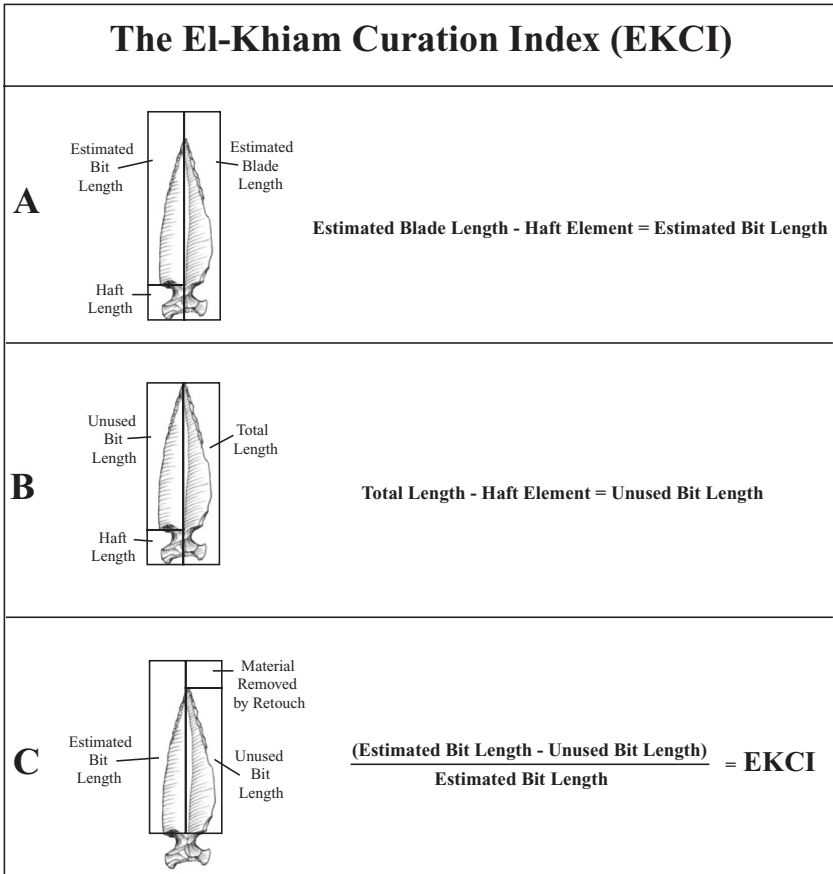 The El-Khiam Curation Index (EKCI)
A
Estimated
Bit
Length
Estimated
Blade
Length
Haft
Length
Estimated Blade Length - Haft Element = Estimated Bit Length
B
Unused
Bit
Length
Total
Length
Haft
Length
Total Length - Haft Element = Unused Bit Length
C
Material
Removed
by Retouch
Estimated
Bit
Length
Unused
Bit
Length
(Estimated Bit Length - Unused Bit Length)
Estimated Bit Length
= EKCI